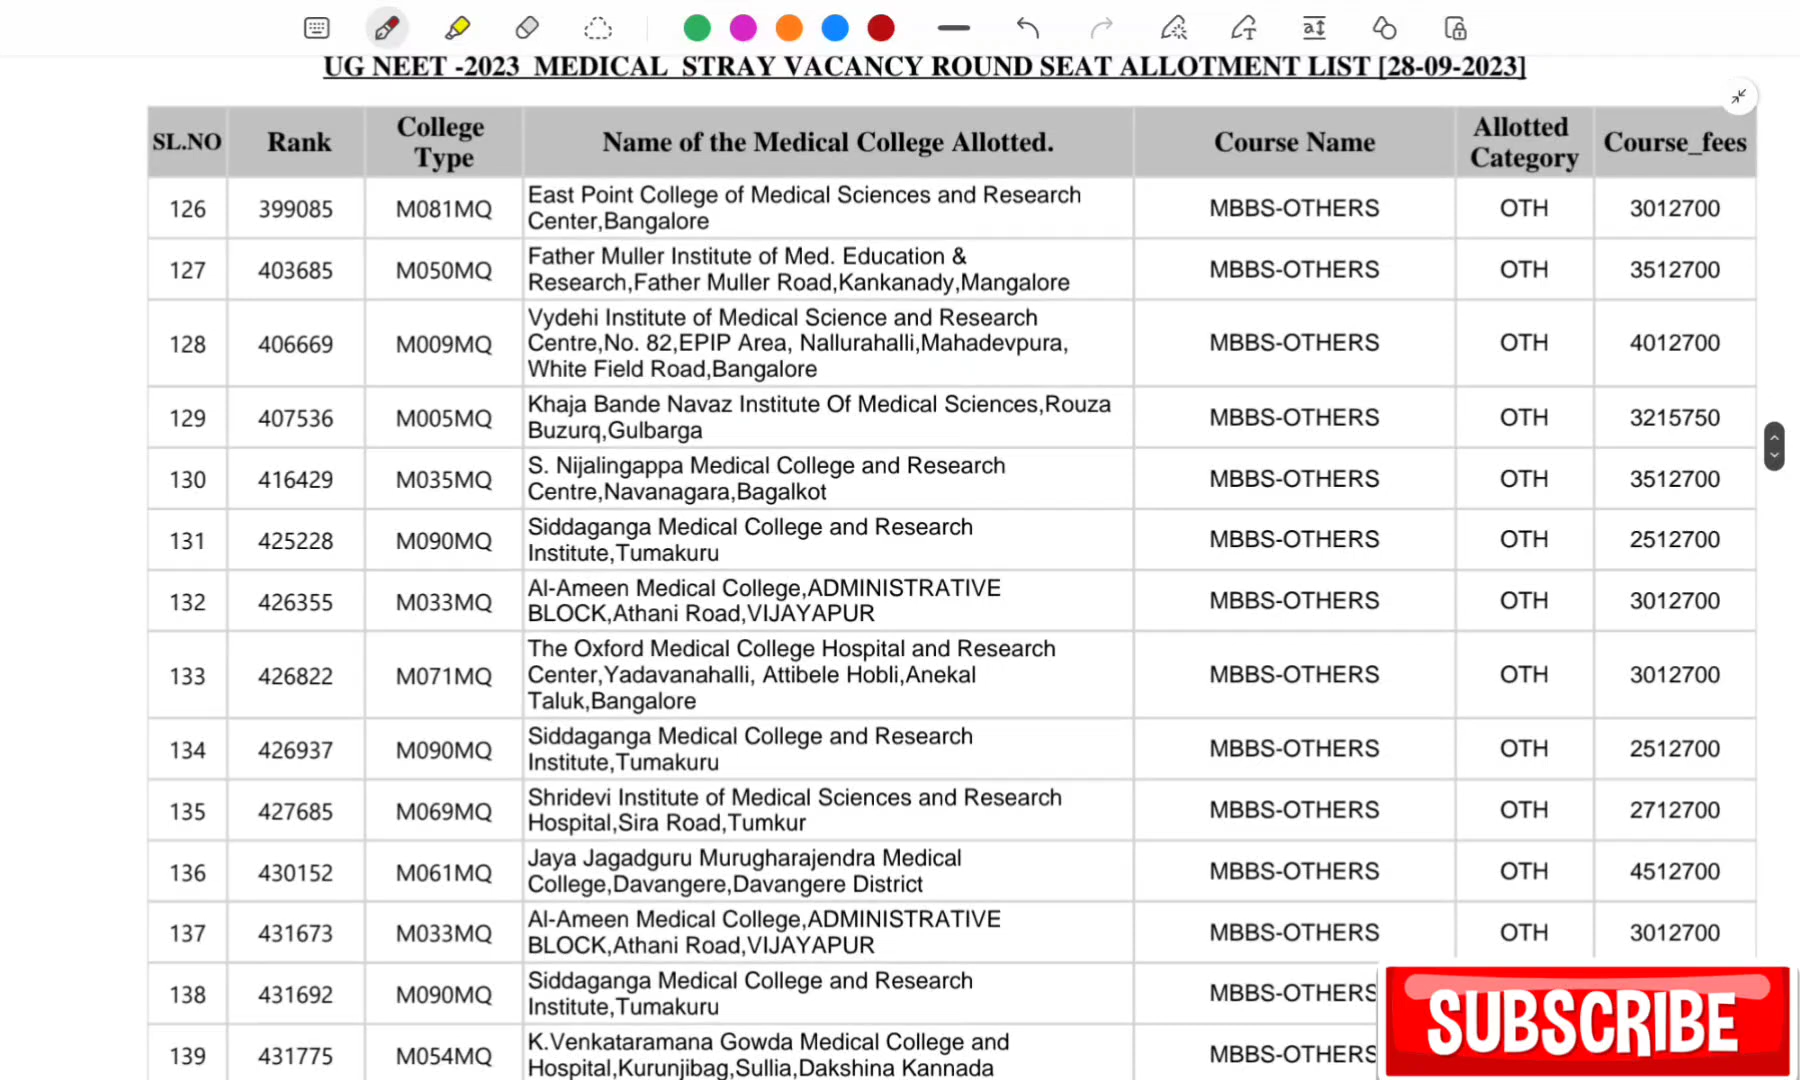 UG NEET -2023 MEDICAL STRAY VACANCY ROUND SEAT ALLOTMENT LIST [28-09-2023]
SL.NO Rank College Type Name of the Medical College Allotted. Course Name Allotted Category Course_fees
126 399085 M081MQ East Point College of Medical Sciences and Research
Center,Bangalore MBBS-OTHERS OTH 3012700
127 403685 M050MQ Father Muller Institute of Med. Education &
Research,Father Muller Road,Kankanady,Mangalore MBBS-OTHERS OTH 3512700
128 406669 M009MQ Vydehi Institute of Medical Science and Research
Centre,No. 82,EPIP Area, Nallurahalli,Mahadevpura,
White Field Road,Bangalore MBBS-OTHERS OTH 4012700
129 407536 M005MQ Khaja Bande Navaz Institute Of Medical Sciences,Rouza
Buzurq,Gulbarga MBBS-OTHERS OTH 3215750
130 416429 M035MQ S. Nijalingappa Medical College and Research
Centre,Navanagara,Bagalkot MBBS-OTHERS OTH 3512700
131 425228 M090MQ Siddaganga Medical College and Research
Institute,Tumakuru MBBS-OTHERS OTH 2512700
132 426355 M033MQ Al-Ameen Medical College,ADMINISTRATIVE
BLOCK,Athani Road,VIJAYAPUR MBBS-OTHERS OTH 3012700
133 426822 M071MQ The Oxford Medical College Hospital and Research
Center,Yadavanahalli, Attibele Hobli,Anekal
Taluk,Bangalore MBBS-OTHERS OTH 3012700
134 426937 M090MQ Siddaganga Medical College and Research
Institute,Tumakuru MBBS-OTHERS OTH 2512700
135 427685 M069MQ Shridevi Institute of Medical Sciences and Research
Hospital,Sira Road,Tumkur MBBS-OTHERS OTH 2712700
136 430152 M061MQ Jaya Jagadguru Murugharajendra Medical
College,Davangere,Davangere District MBBS-OTHERS OTH 4512700
137 431673 M033MQ Al-Ameen Medical College,ADMINISTRATIVE
BLOCK,Athani Road,VIJAYAPUR MBBS-OTHERS OTH 3012700
138 431692 M090MQ Siddaganga Medical College and Research
Institute,Tumakuru MBBS-OTHERS
139 431775 M054MQ K.Venkataramana Gowda Medical College and
Hospital,Kurunjibag,Sullia,Dakshina Kannada MBBS-OTHERS
SUBSCRIBE